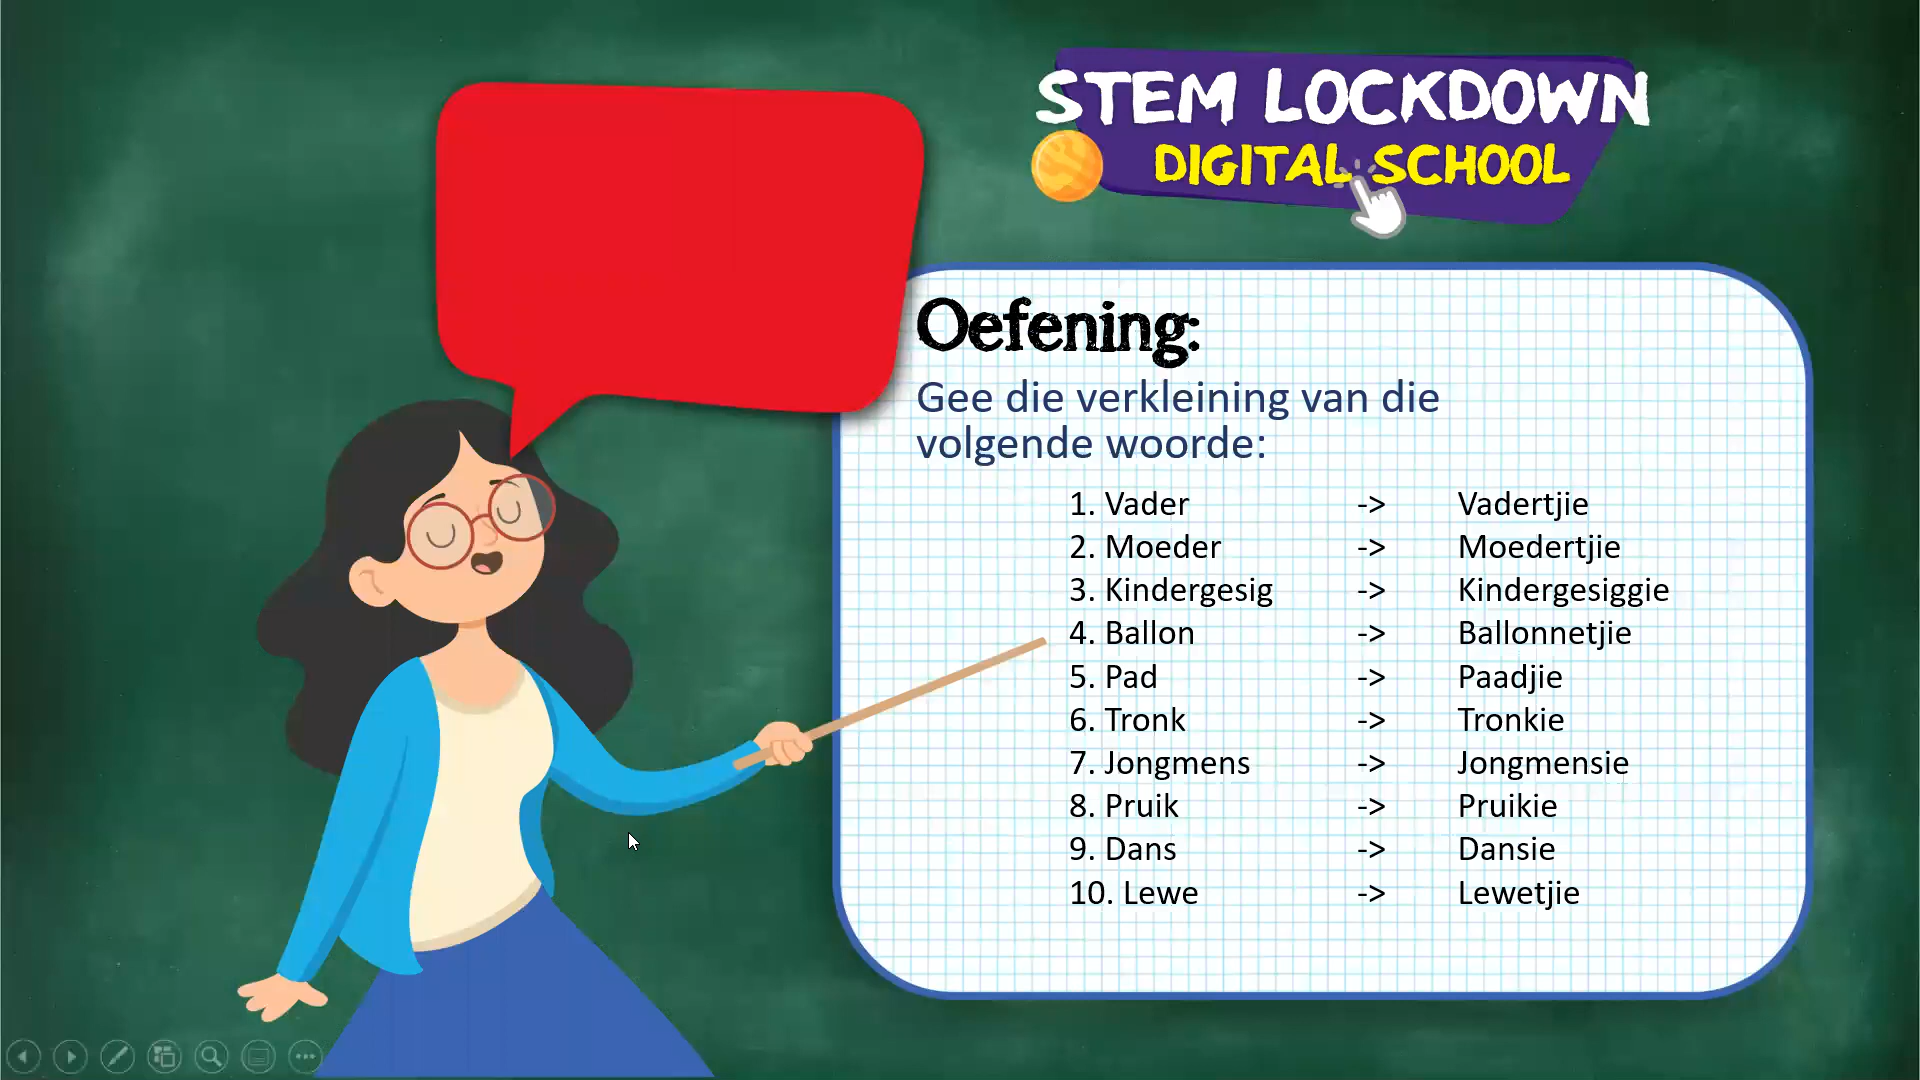 STEM LOCKDOWN
DIGITAL SCHOOL
Oefening:
Gee die verkleining van die
volgende woorde:
1. Vader -> Vadertjie
2. Moeder -> Moedertjie
3. Kindergesig -> Kindergesiggie
4. Ballon -> Ballonnetjie
5. Pad -> Paadjie
6. Tronk -> Tronkie
7. Jongmens -> Jongmensie
8. Pruik -> Pruikie
9. Dans -> Dansie
10. Lewe -> Lewetjie